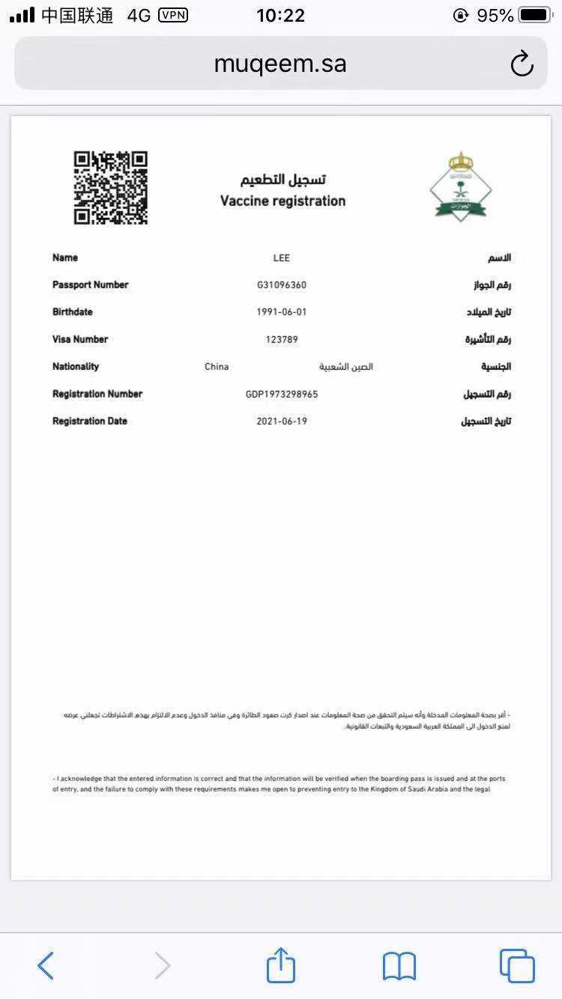 中国联通 4G VPN 10:22 95%
muqeem.sa
تسجيل التطعيم
Vaccine registration
الجوازات
Name LEE الاسم
Passport Number G31096360 رقم الجواز
Birthdate 1991-06-01 تاريخ الميلاد
Visa Number 123789 رقم التأشيرة
Nationality China الصين الشعبية الجنسية
Registration Number GDP1973298965 رقم التسجيل
Registration Date 2021-06-19 تاريخ التسجيل
- أقر بصحة المعلومات المدخلة وأنه سيتم التحقق من صحة المعلومات عند اصدار كرت صعود الطائرة وفي منافذ الدخول وعدم الالتزام بهذه الاشتراطات تجعلني عرضه
لمنع الدخول الى المملكة العربية السعودية والتبعات القانونية.
- I acknowledge that the entered information is correct and that the information will be verified when the boarding pass is issued and at the ports
of entry, and the failure to comply with these requirements makes me open to preventing entry to the Kingdom of Saudi Arabia and the legal